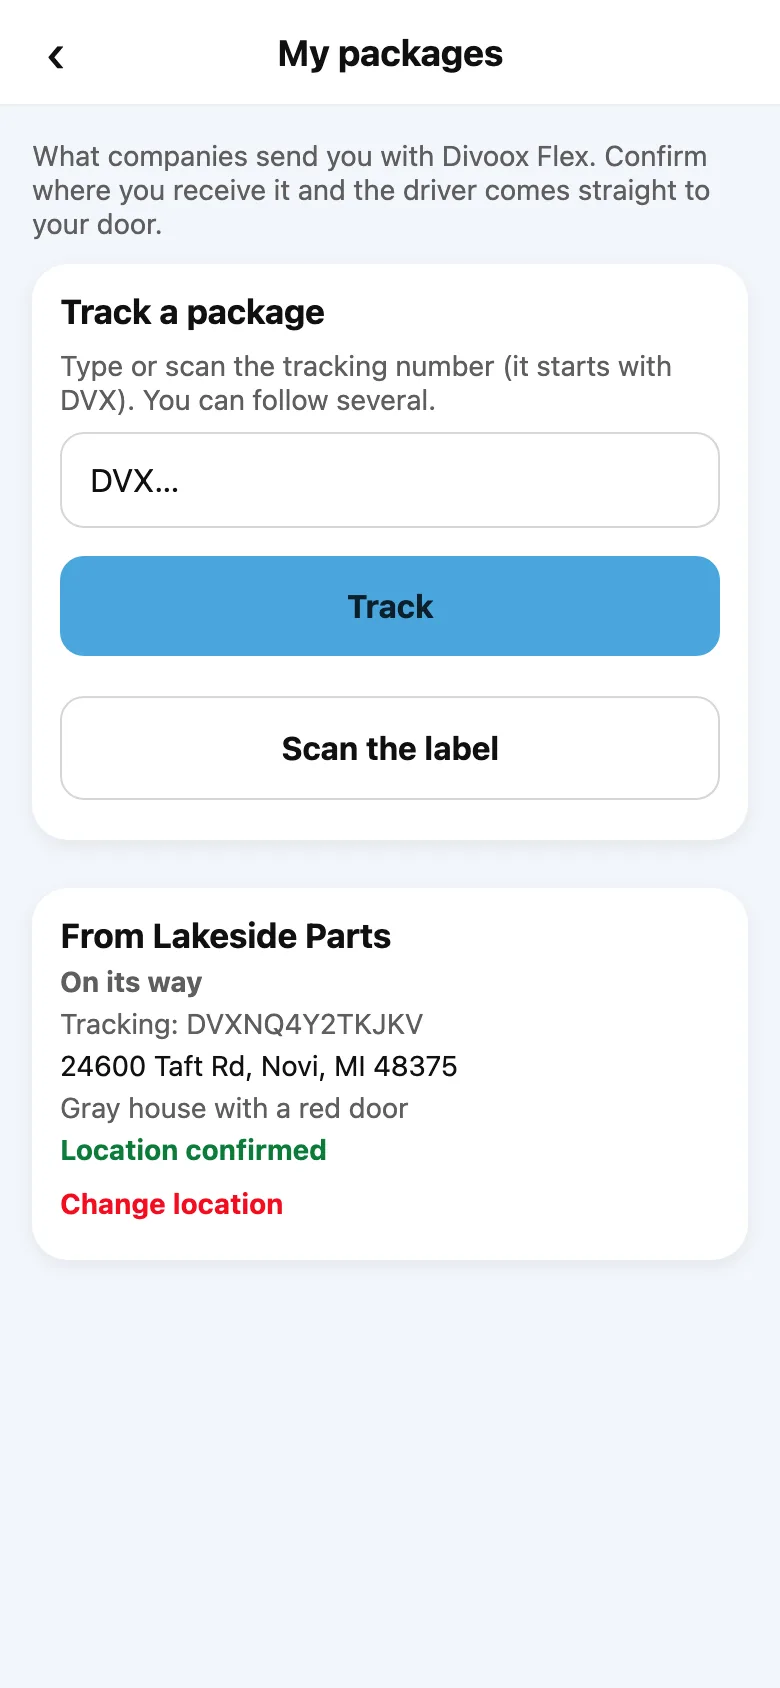 My packages
What companies send you with Divoox Flex. Confirm
where you receive it and the driver comes straight to
your door.
Track a package
Type or scan the tracking number (it starts with
DVX). You can follow several.
DVX...
Track
Scan the label
From Lakeside Parts
On its way
Tracking: DVXNQ4Y2TKJKV
24600 Taft Rd, Novi, MI 48375
Gray house with a red door
Location confirmed
Change location